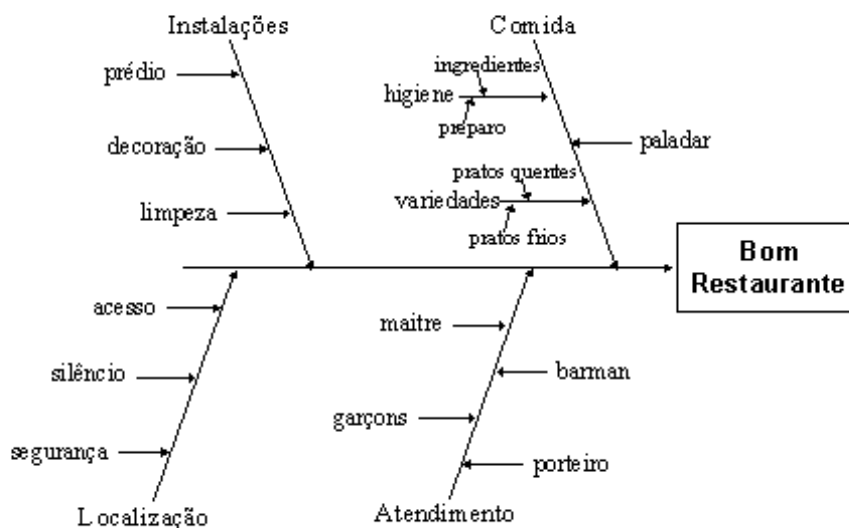 Instalações
Comida
prédio
ingredientes
higiene
preparo
decoração
paladar
pratos quentes
variedades
limpeza
pratos frios
Bom
Restaurante
acesso
maitre
silêncio
barman
garçons
segurança
porteiro
Localização
Atendimento